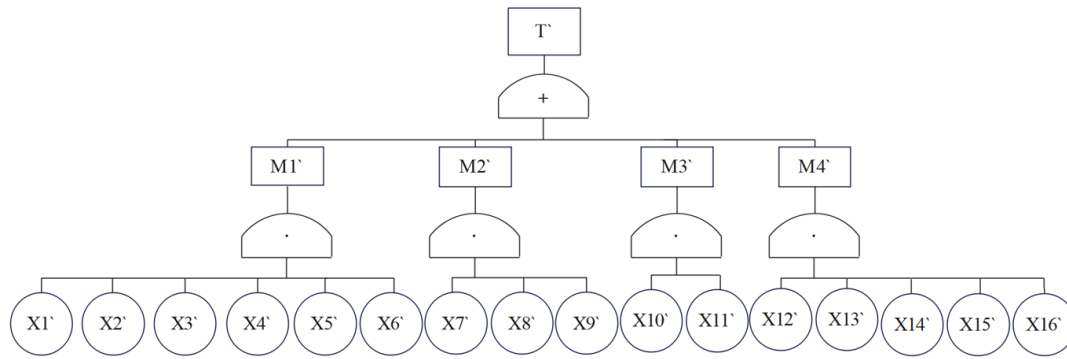 T`
+
M1` M2` M3` M4`
· · · ·
X1` X2` X3` X4` X5` X6` X7` X8` X9` X10` X11` X12` X13` X14` X15` X16`